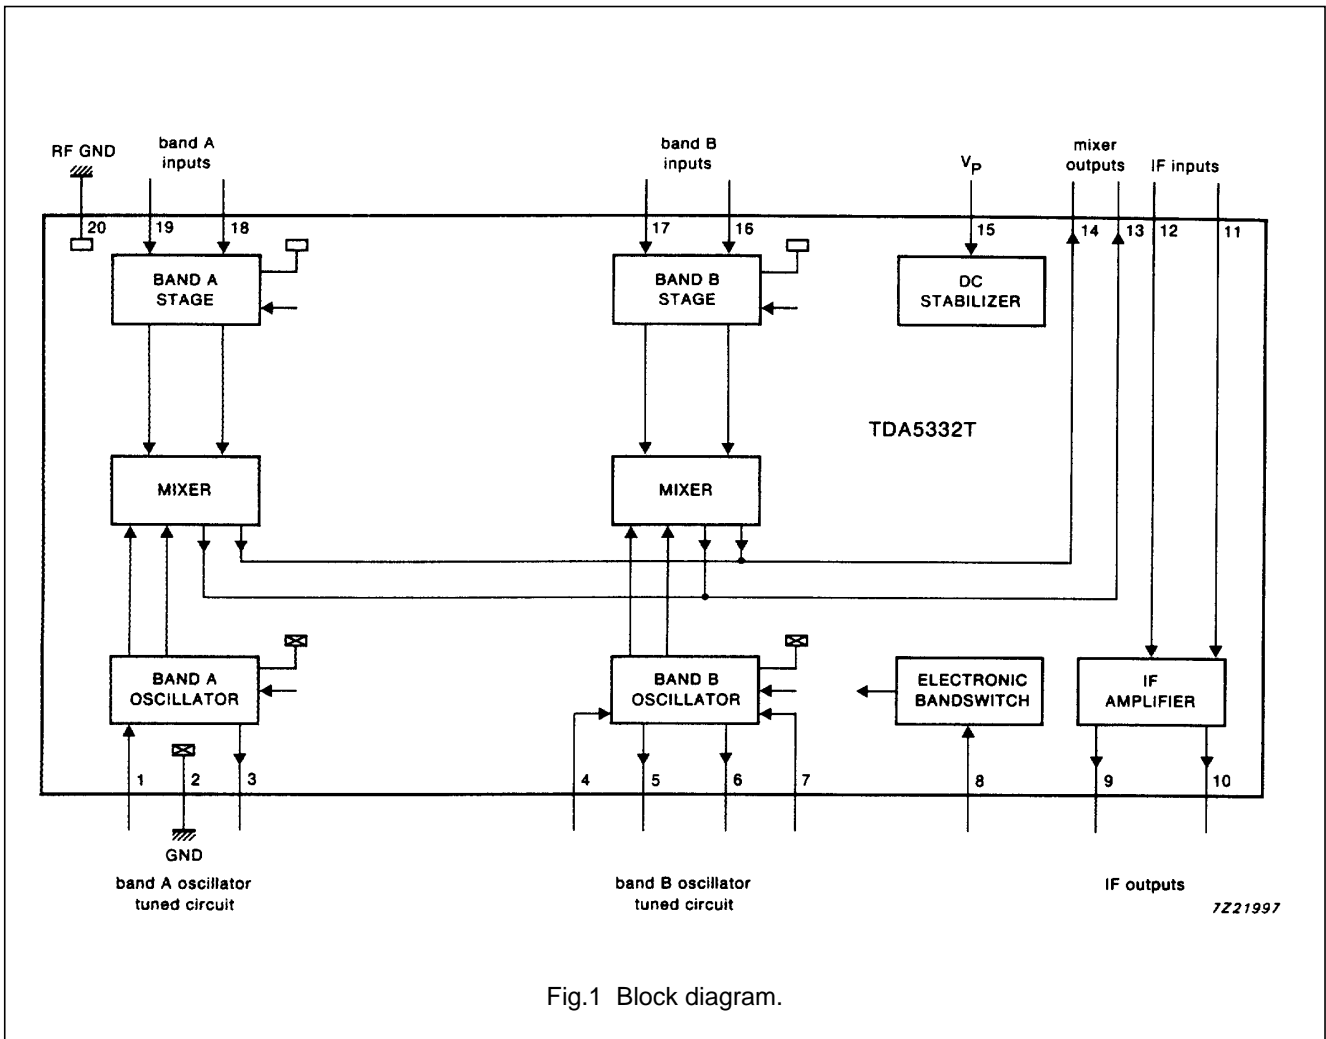 RF GND
band A
inputs
band B
inputs
VP
mixer
outputs
IF inputs
20
19
18
17
16
15
14
13
12
11
BAND A
STAGE
BAND B
STAGE
DC
STABILIZER
TDA5332T
MIXER
MIXER
BAND A
OSCILLATOR
BAND B
OSCILLATOR
ELECTRONIC
BANDSWITCH
IF
AMPLIFIER
1
2
3
4
5
6
7
8
9
10
GND
band A oscillator
tuned circuit
band B oscillator
tuned circuit
IF outputs
7Z21997
Fig.1 Block diagram.